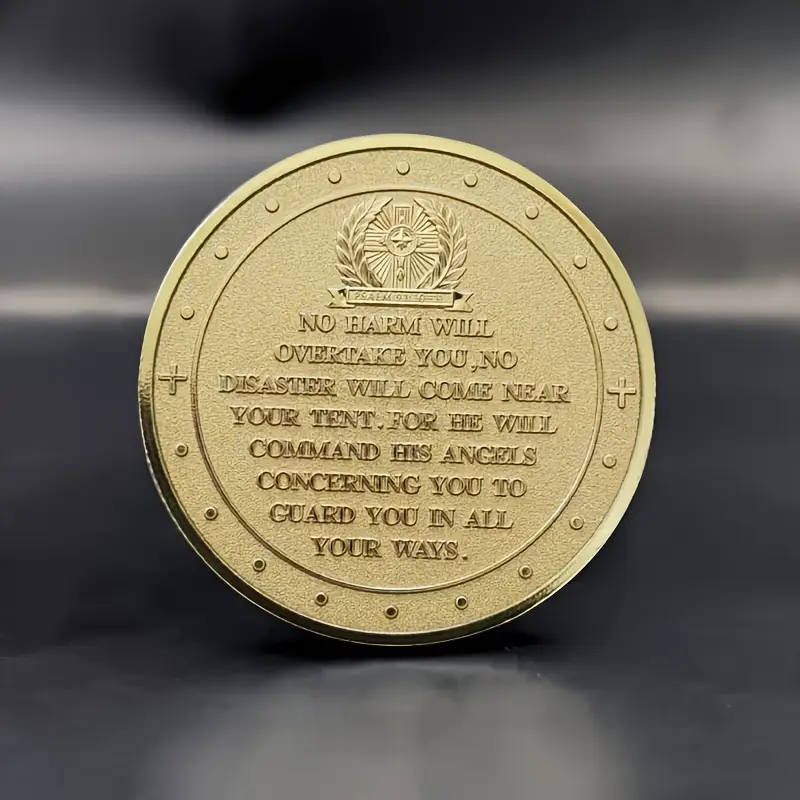 PSALM 91:10-11
NO HARM WILL
OVERTAKE YOU, NO
DISASTER WILL COME NEAR
YOUR TENT. FOR HE WILL
COMMAND HIS ANGELS
CONCERNING YOU TO
GUARD YOU IN ALL
YOUR WAYS.